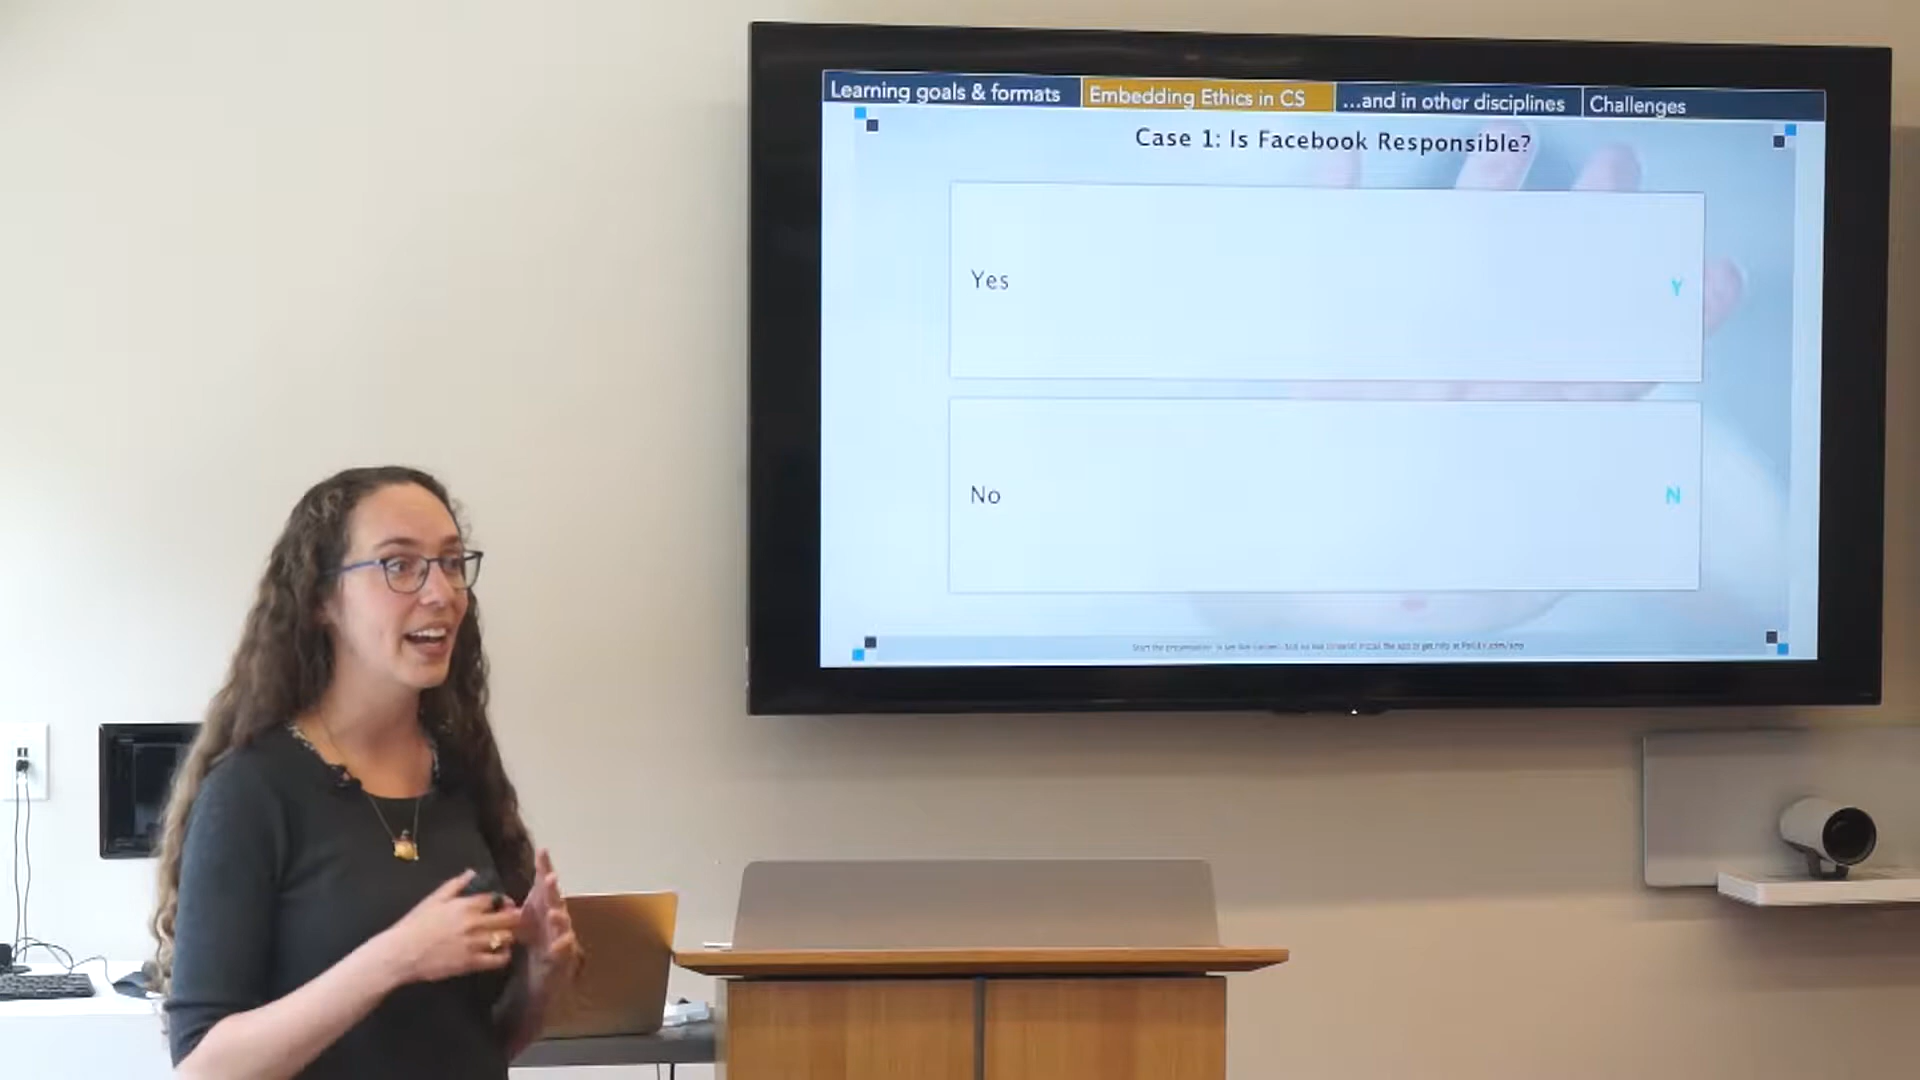 Learning goals & formats
Embedding Ethics in CS
...and in other disciplines
Challenges
Case 1: Is Facebook Responsible?
Yes
Y
No
N